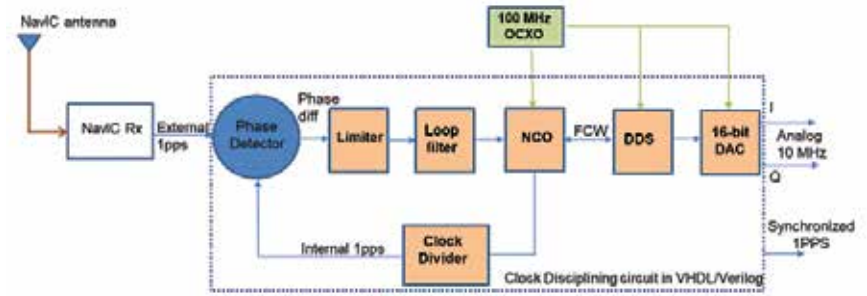 NavIC antenna
100 MHz
OCXO
NavIC Rx
External
1pps
Phase
Detector
Phase
diff
Limiter
Loop
filter
NCO
FCW
DDS
16-bit
DAC
I
Analog
10 MHz
Q
Internal 1pps
Clock
Divider
Synchronized
1PPS
Clock Disciplining circuit in VHDL/Verilog